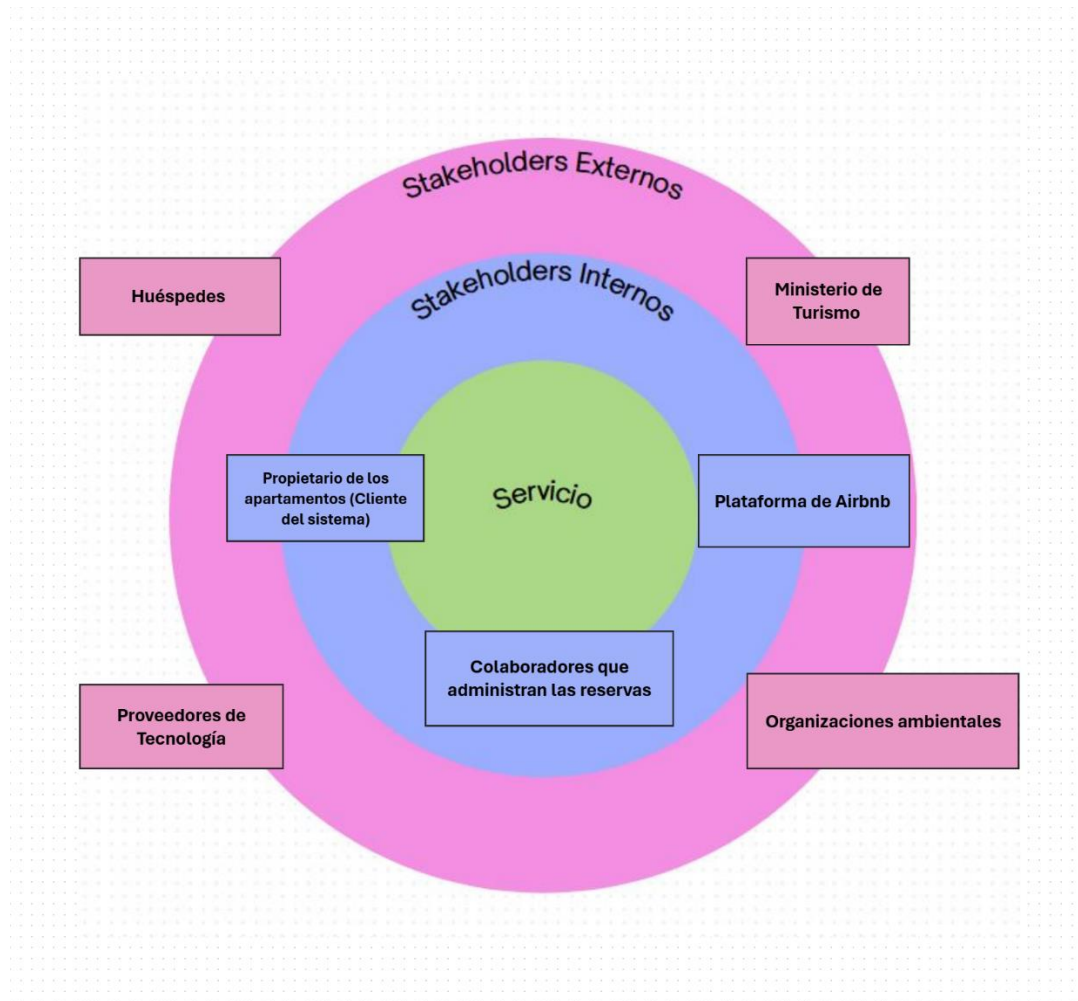 Stakeholders Externos
Stakeholders Internos
Huéspedes
Ministerio de
Turismo
Propietario de los
apartamentos (Cliente
del sistema)
Servicio
Plataforma de Airbnb
Colaboradores que
administran las reservas
Proveedores de
Tecnología
Organizaciones ambientales